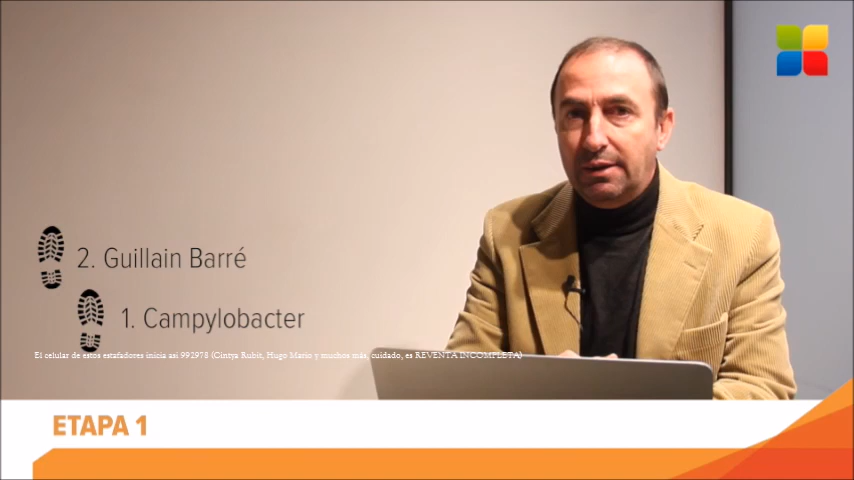 2. Guillain Barré
1. Campylobacter
El celular de estos estafadores inicia asi 992978 (Cintya Rubit, Hugo Mario y muchos más, cuidado, es REVENTA INCOMPLETA)
ETAPA 1